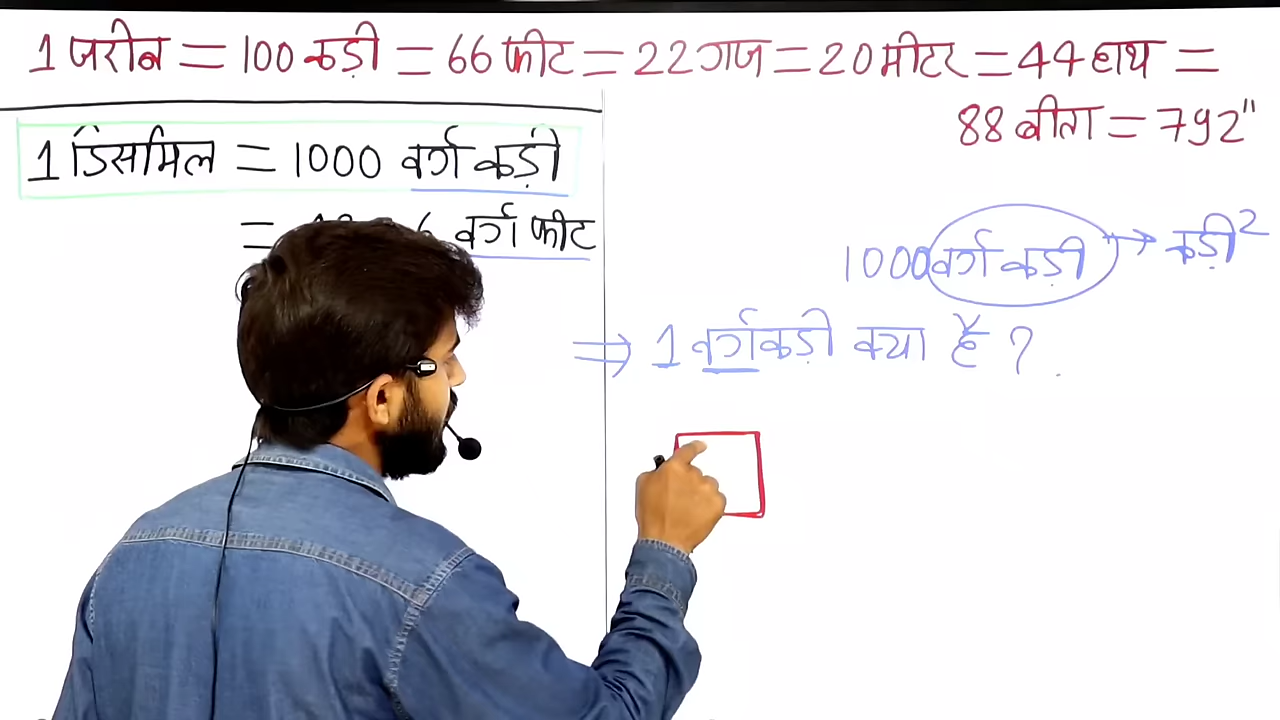 1 जरीब = 100 कड़ी = 66 फीट = 22 गज = 20 मीटर = 44 हाथ =
88 बीता = 792"
1 डिसमिल = 1000 वर्ग कड़ी
= वर्ग फीट
1000 वर्ग कड़ी → कड़ी²
⇒ 1 वर्ग कड़ी क्या है ?